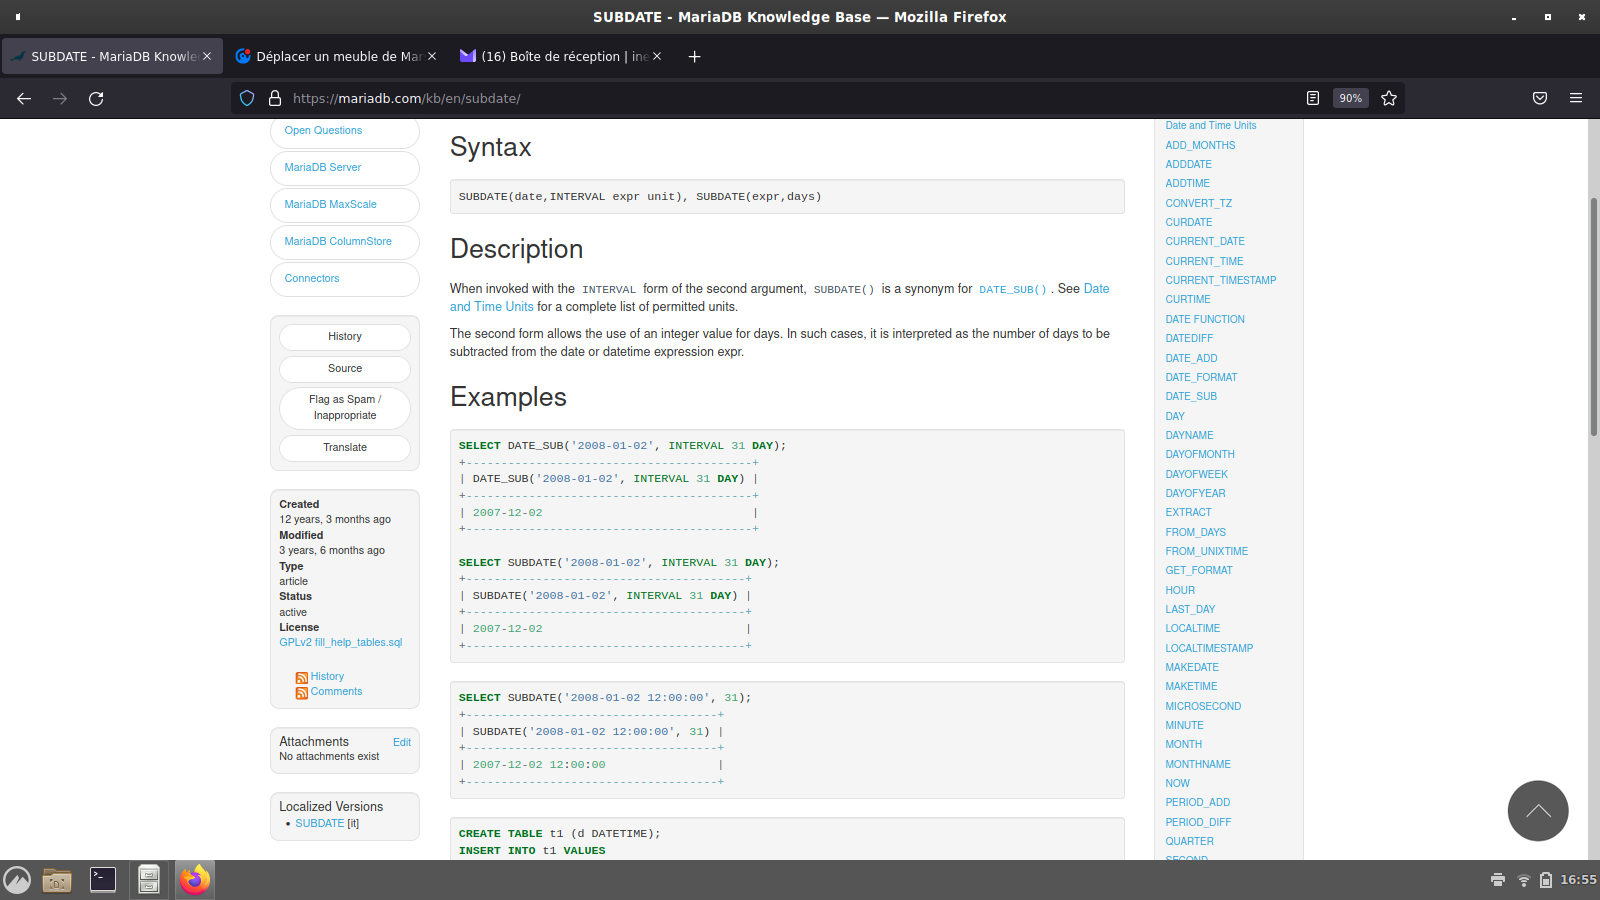 SUBDATE - MariaDB Knowledge Base — Mozilla Firefox
SUBDATE - MariaDB Knowle
Déplacer un meuble de Mar
(16) Boîte de réception | ine
https://mariadb.com/kb/en/subdate/
90%
Open Questions
MariaDB Server
MariaDB MaxScale
MariaDB ColumnStore
Connectors
History
Source
Flag as Spam /
Inappropriate
Translate
Created
12 years, 3 months ago
Modified
3 years, 6 months ago
Type
article
Status
active
License
GPLv2 fill_help_tables.sql
History
Comments
Attachments Edit
No attachments exist
Localized Versions
• SUBDATE [it]
Syntax
SUBDATE(date,INTERVAL expr unit), SUBDATE(expr,days)
Description
When invoked with the INTERVAL form of the second argument, SUBDATE() is a synonym for DATE_SUB() . See Date
and Time Units for a complete list of permitted units.
The second form allows the use of an integer value for days. In such cases, it is interpreted as the number of days to be
subtracted from the date or datetime expression expr.
Examples
SELECT DATE_SUB('2008-01-02', INTERVAL 31 DAY);
+-----------------------------------------+
| DATE_SUB('2008-01-02', INTERVAL 31 DAY) |
+-----------------------------------------+
| 2007-12-02                              |
+-----------------------------------------+
SELECT SUBDATE('2008-01-02', INTERVAL 31 DAY);
+----------------------------------------+
| SUBDATE('2008-01-02', INTERVAL 31 DAY) |
+----------------------------------------+
| 2007-12-02                             |
+----------------------------------------+
SELECT SUBDATE('2008-01-02 12:00:00', 31);
+------------------------------------+
| SUBDATE('2008-01-02 12:00:00', 31) |
+------------------------------------+
| 2007-12-02 12:00:00                |
+------------------------------------+
CREATE TABLE t1 (d DATETIME);
INSERT INTO t1 VALUES
Date and Time Units
ADD_MONTHS
ADDDATE
ADDTIME
CONVERT_TZ
CURDATE
CURRENT_DATE
CURRENT_TIME
CURRENT_TIMESTAMP
CURTIME
DATE FUNCTION
DATEDIFF
DATE_ADD
DATE_FORMAT
DATE_SUB
DAY
DAYNAME
DAYOFMONTH
DAYOFWEEK
DAYOFYEAR
EXTRACT
FROM_DAYS
FROM_UNIXTIME
GET_FORMAT
HOUR
LAST_DAY
LOCALTIME
LOCALTIMESTAMP
MAKEDATE
MAKETIME
MICROSECOND
MINUTE
MONTH
MONTHNAME
NOW
PERIOD_ADD
PERIOD_DIFF
QUARTER
SECOND
16:55